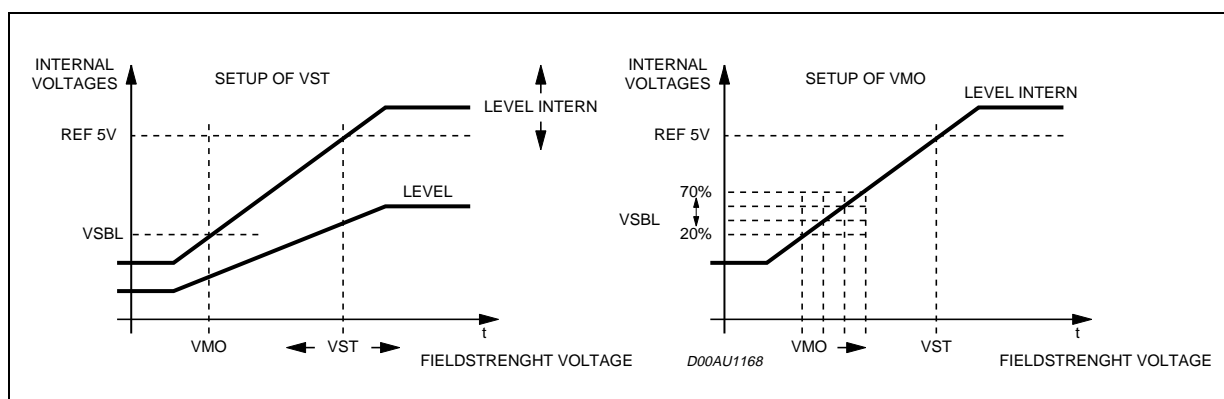 INTERNAL
VOLTAGES
SETUP OF VST
LEVEL INTERN
REF 5V
LEVEL
VSBL
t
VMO
VST
FIELDSTRENGHT VOLTAGE
INTERNAL
VOLTAGES
SETUP OF VMO
LEVEL INTERN
REF 5V
70%
VSBL
20%
t
VMO
VST
D00AU1168
FIELDSTRENGHT VOLTAGE